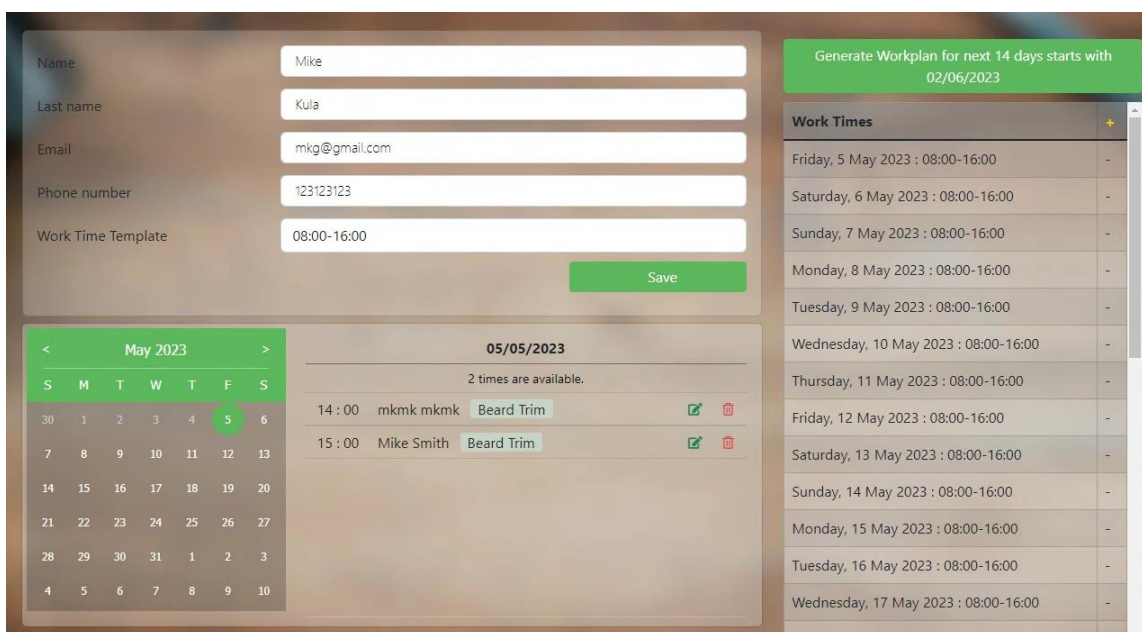 Name Mike
Last name Kula
Email mkg@gmail.com
Phone number 123123123
Work Time Template 08:00-16:00
Save
< May 2023 >
S M T W T F S
30 1 2 3 4 5 6
7 8 9 10 11 12 13
14 15 16 17 18 19 20
21 22 23 24 25 26 27
28 29 30 31 1 2 3
4 5 6 7 8 9 10
05/05/2023
2 times are available.
14 : 00 mkmk mkmk Beard Trim
15 : 00 Mike Smith Beard Trim
Generate Workplan for next 14 days starts with
02/06/2023
Work Times +
Friday, 5 May 2023 : 08:00-16:00 -
Saturday, 6 May 2023 : 08:00-16:00 -
Sunday, 7 May 2023 : 08:00-16:00 -
Monday, 8 May 2023 : 08:00-16:00 -
Tuesday, 9 May 2023 : 08:00-16:00 -
Wednesday, 10 May 2023 : 08:00-16:00 -
Thursday, 11 May 2023 : 08:00-16:00 -
Friday, 12 May 2023 : 08:00-16:00 -
Saturday, 13 May 2023 : 08:00-16:00 -
Sunday, 14 May 2023 : 08:00-16:00 -
Monday, 15 May 2023 : 08:00-16:00 -
Tuesday, 16 May 2023 : 08:00-16:00 -
Wednesday, 17 May 2023 : 08:00-16:00 -